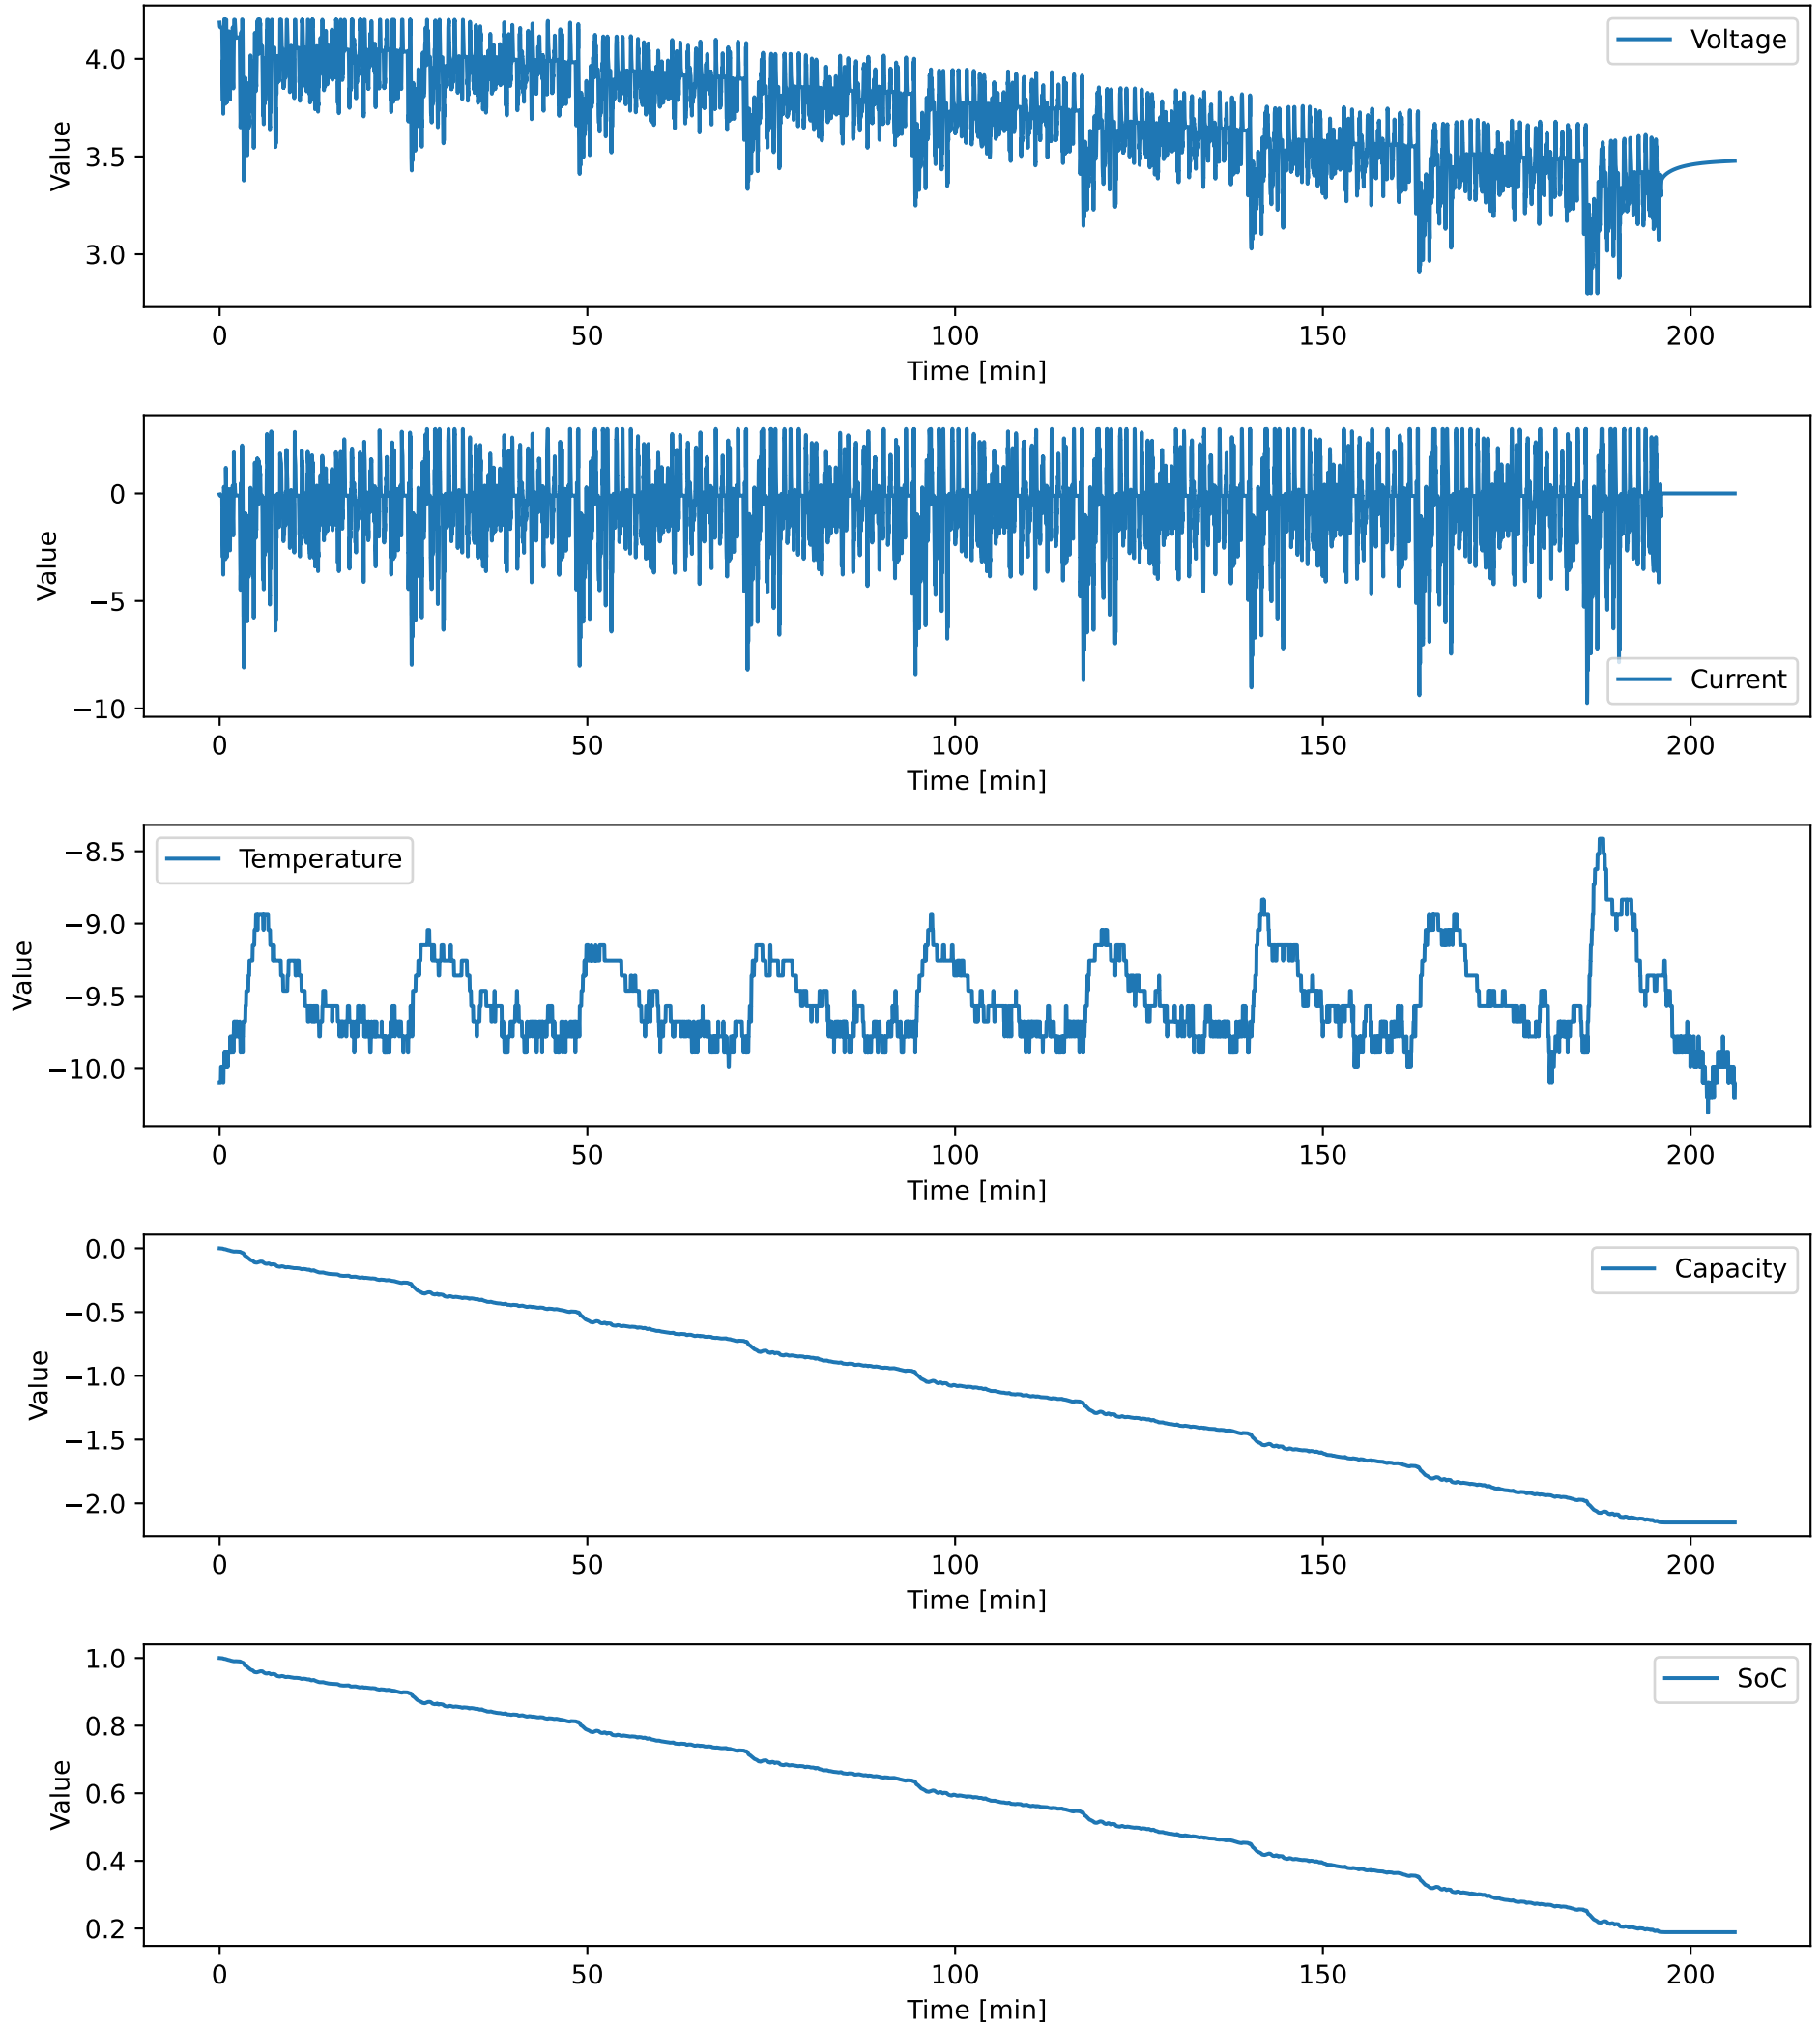 Voltage
Value
4.0
3.5
3.0
0 50 100 150 200
Time [min]
Current
Value
0
−5
−10
0 50 100 150 200
Time [min]
Temperature
Value
−8.5
−9.0
−9.5
−10.0
0 50 100 150 200
Time [min]
Capacity
Value
0.0
−0.5
−1.0
−1.5
−2.0
0 50 100 150 200
Time [min]
SoC
Value
1.0
0.8
0.6
0.4
0.2
0 50 100 150 200
Time [min]